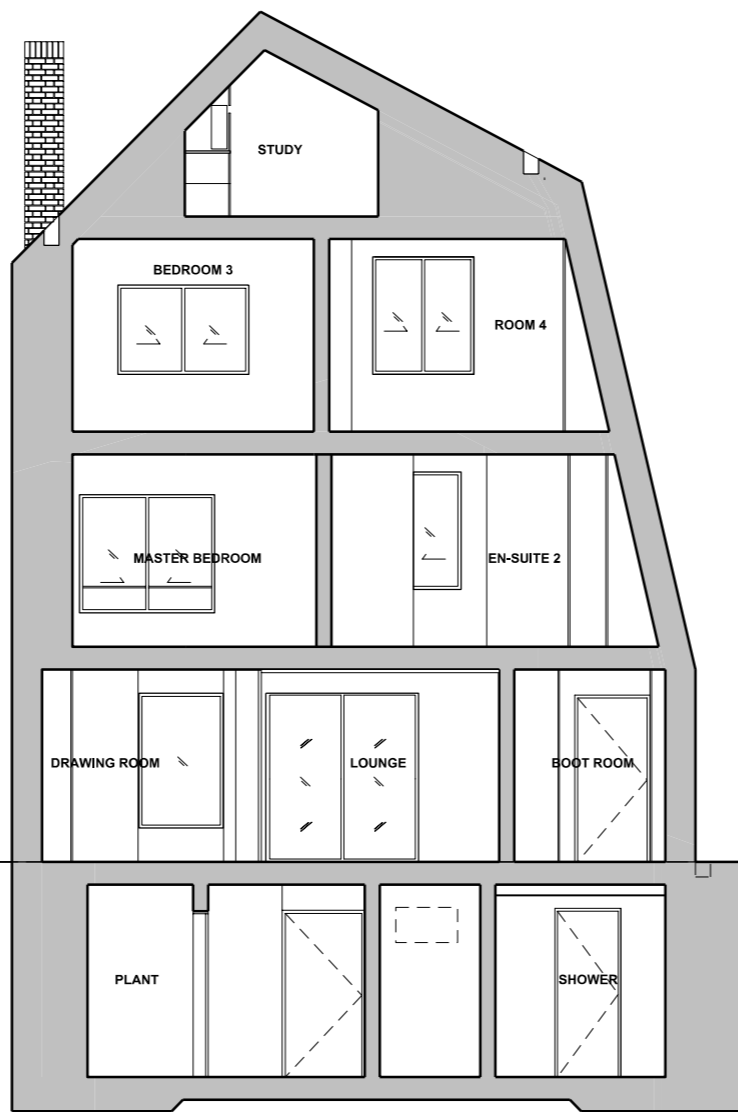 STUDY
BEDROOM 3
ROOM 4
MASTER BEDROOM
EN-SUITE 2
DRAWING ROOM
LOUNGE
BOOT ROOM
PLANT
SHOWER